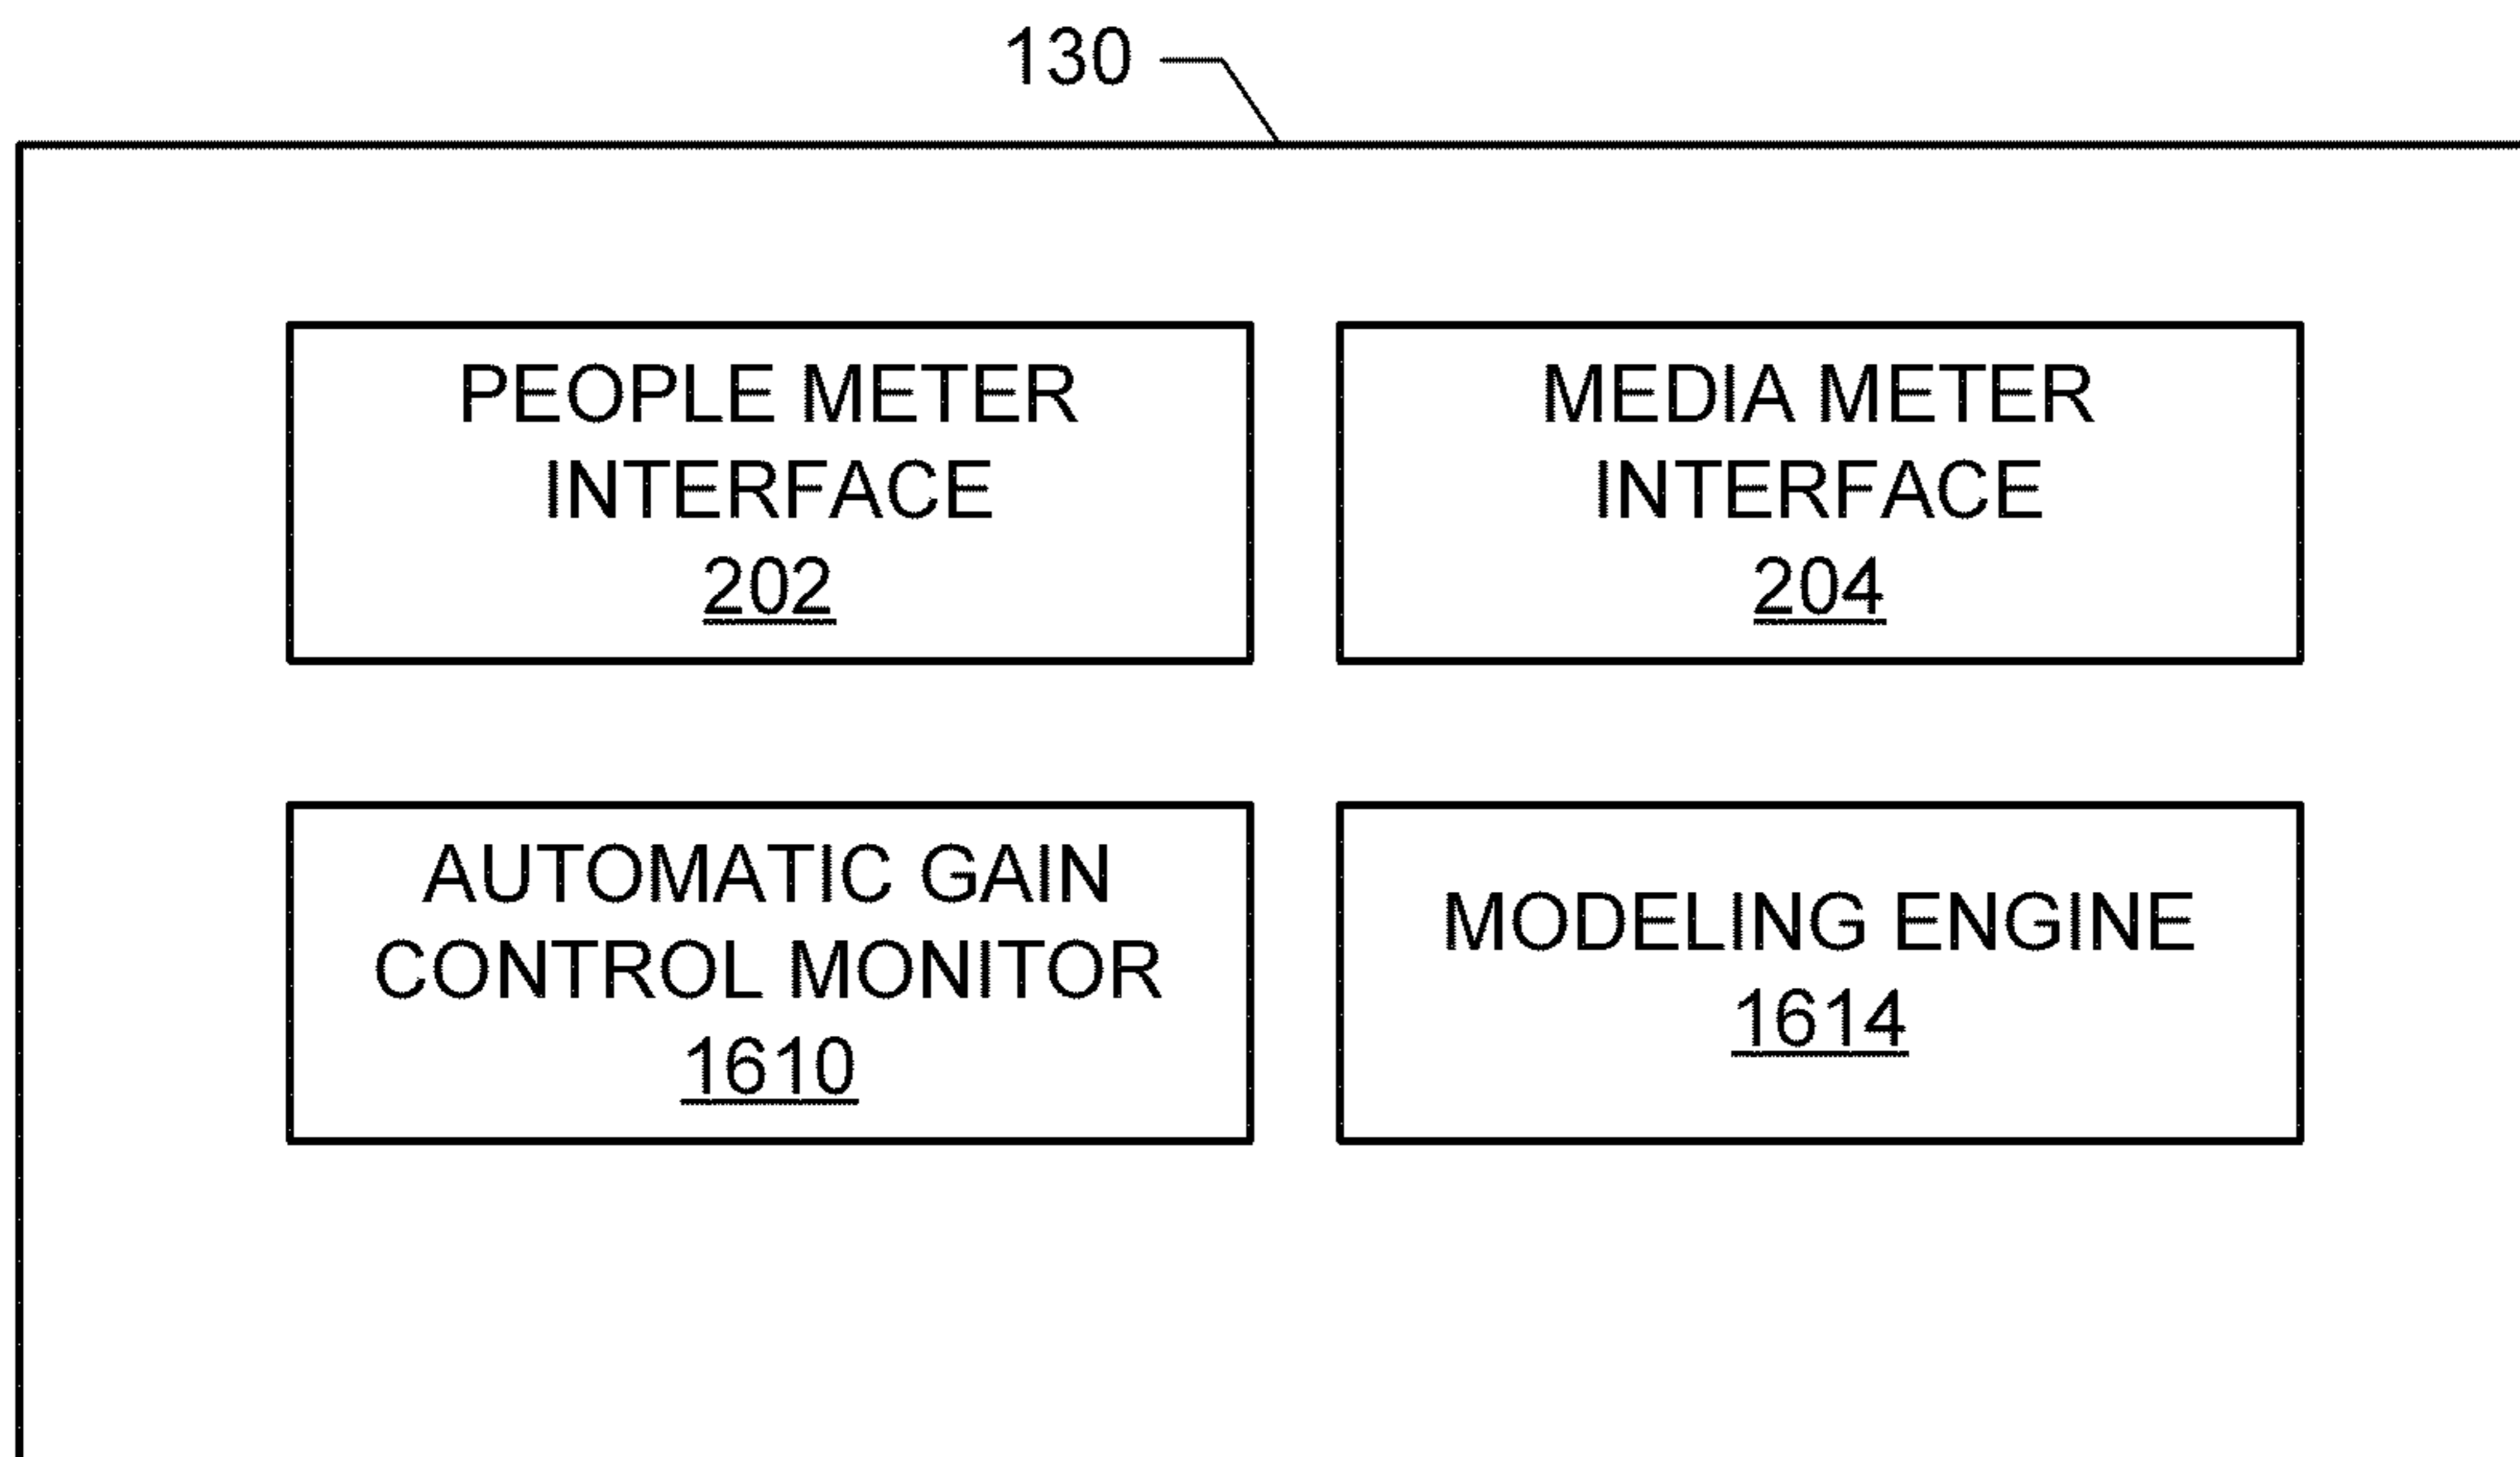 130
PEOPLE METER
INTERFACE
202
MEDIA METER
INTERFACE
204
AUTOMATIC GAIN
CONTROL MONITOR
1610
MODELING ENGINE
1614